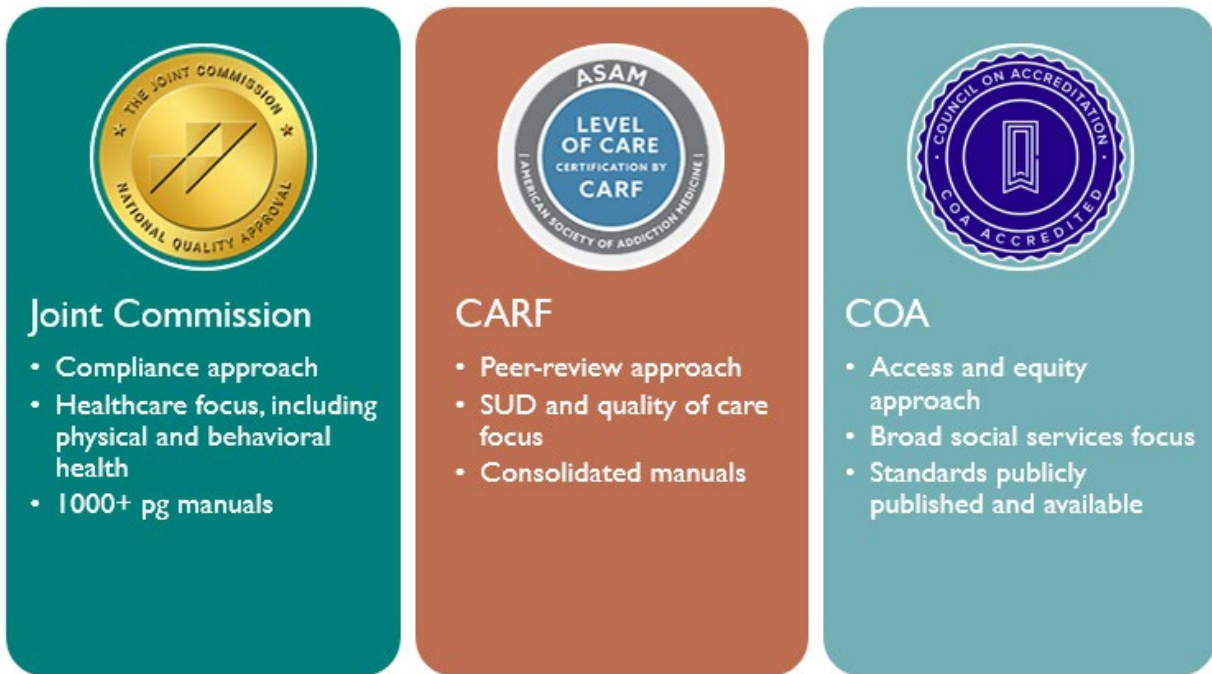 THE JOINT COMMISSION
NATIONAL QUALITY APPROVAL
Joint Commission
• Compliance approach
• Healthcare focus, including
physical and behavioral
health
• 1000+ pg manuals
ASAM
LEVEL
OF CARE
CERTIFICATION BY
CARF
| AMERICAN SOCIETY OF ADDICTION MEDICINE |
CARF
• Peer-review approach
• SUD and quality of care
focus
• Consolidated manuals
• COUNCIL ON ACCREDITATION •
COA ACCREDITED
COA
• Access and equity
approach
• Broad social services focus
• Standards publicly
published and available